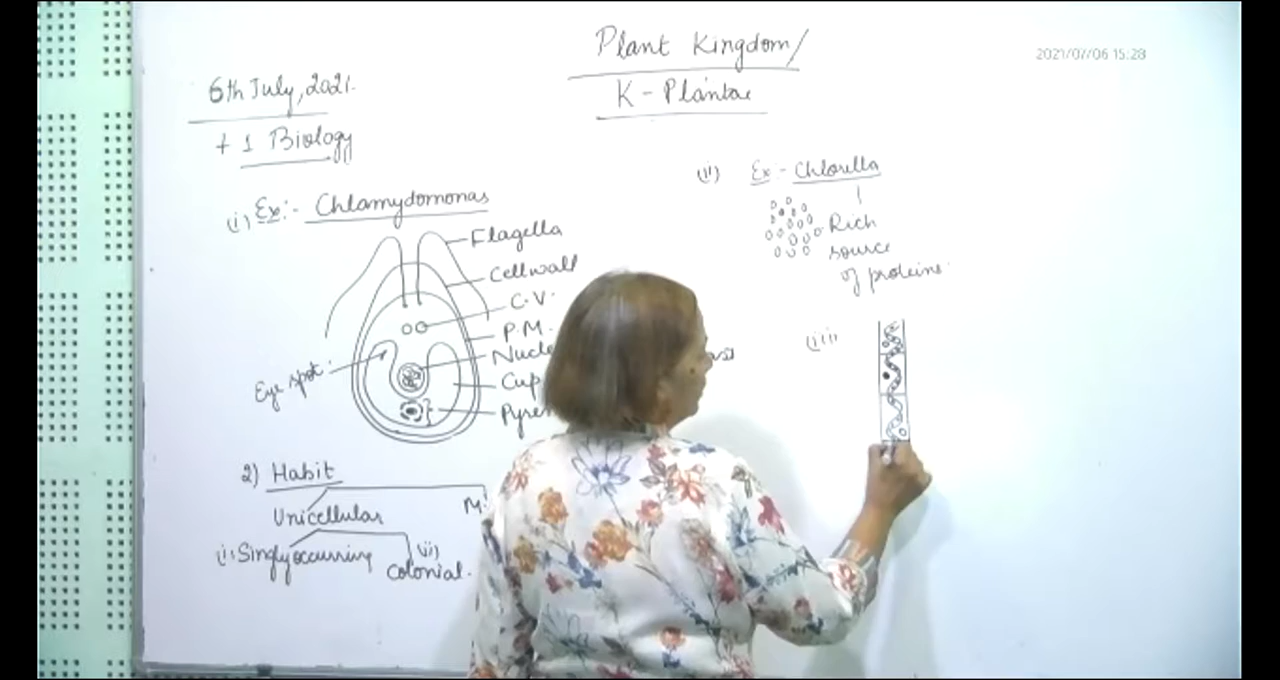 Plant Kingdom/
K - Plantae
2021/07/06 15:28
6th July, 2021.
+ 1 Biology
(i) Ex:- Chlamydomonas
Flagella
Cellwall
C.V.
P.M.
Eye spot
2) Habit
Unicellular
(i) Singly occurring
(ii) Colonial.
(ii) Ex - Chlorella
Rich
source
of proteins
(iii)